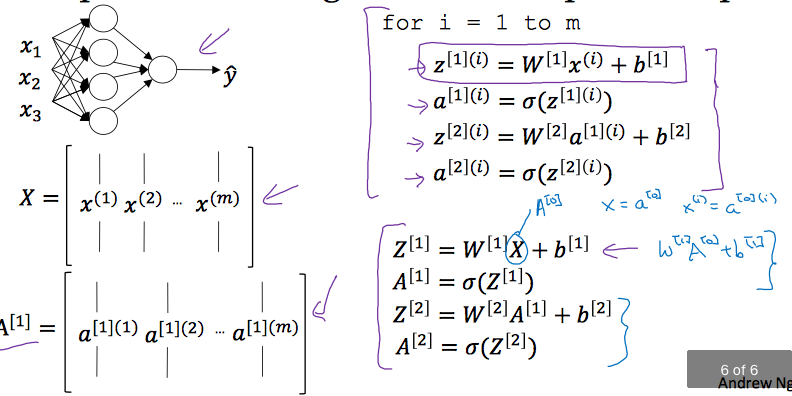 for i = 1 to m
x₁
x₂
x₃
ŷ
z^{[1](i)} = W^{[1]}x^{(i)} + b^{[1]}
a^{[1](i)} = σ(z^{[1](i)})
z^{[2](i)} = W^{[2]}a^{[1](i)} + b^{[2]}
a^{[2](i)} = σ(z^{[2](i)})
X = x^{(1)} x^{(2)} … x^{(m)}
A^{[0]} x = a^{[0]} x^{(i)} = a^{[0](i)}
Z^{[1]} = W^{[1]}X + b^{[1]} ← W^{[1]}A^{[0]} + b^{[1]}
A^{[1]} = σ(Z^{[1]})
Z^{[2]} = W^{[2]}A^{[1]} + b^{[2]}
A^{[2]} = σ(Z^{[2]})
A^{[1]} = a^{[1](1)} a^{[1](2)} … a^{[1](m)}
6 of 6
Andrew Ng